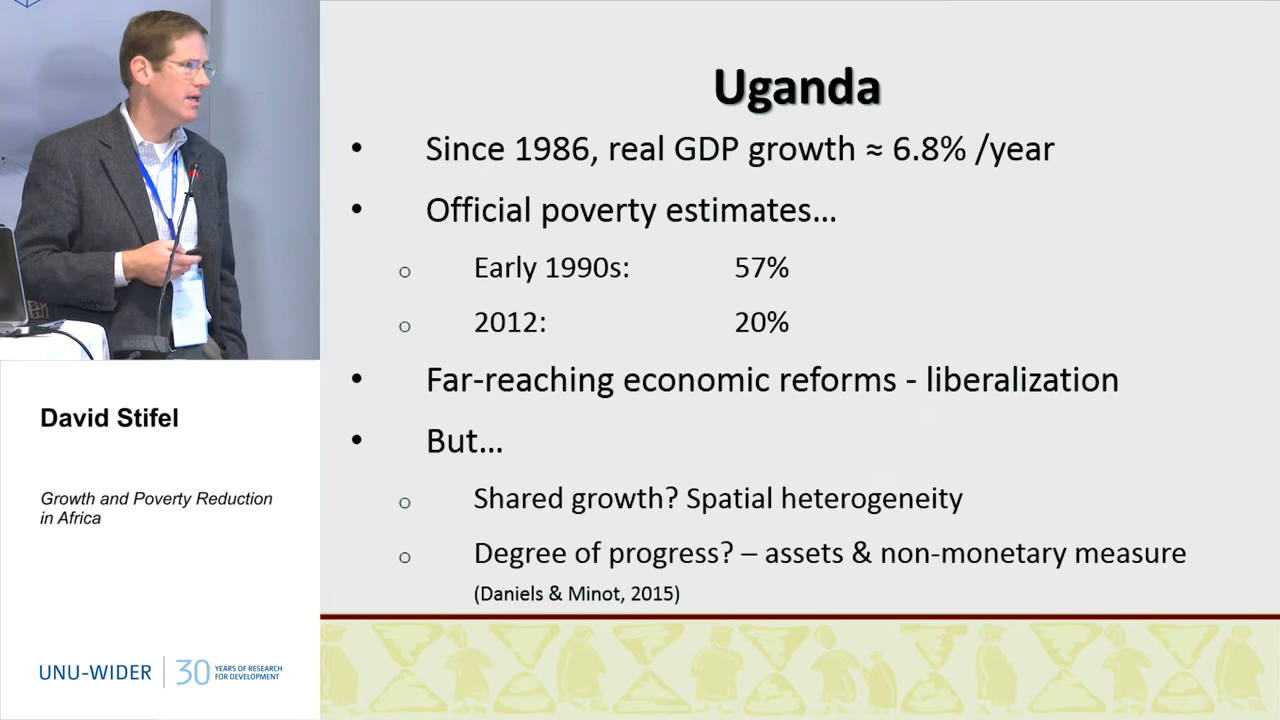 Uganda
• Since 1986, real GDP growth ≈ 6.8% /year
• Official poverty estimates…
o Early 1990s: 57%
o 2012: 20%
• Far-reaching economic reforms - liberalization
• But…
o Shared growth? Spatial heterogeneity
o Degree of progress? – assets & non-monetary measure
(Daniels & Minot, 2015)
BOSCH
David Stifel
Growth and Poverty Reduction
in Africa
UNU-WIDER
30 YEARS OF RESEARCH
FOR DEVELOPMENT